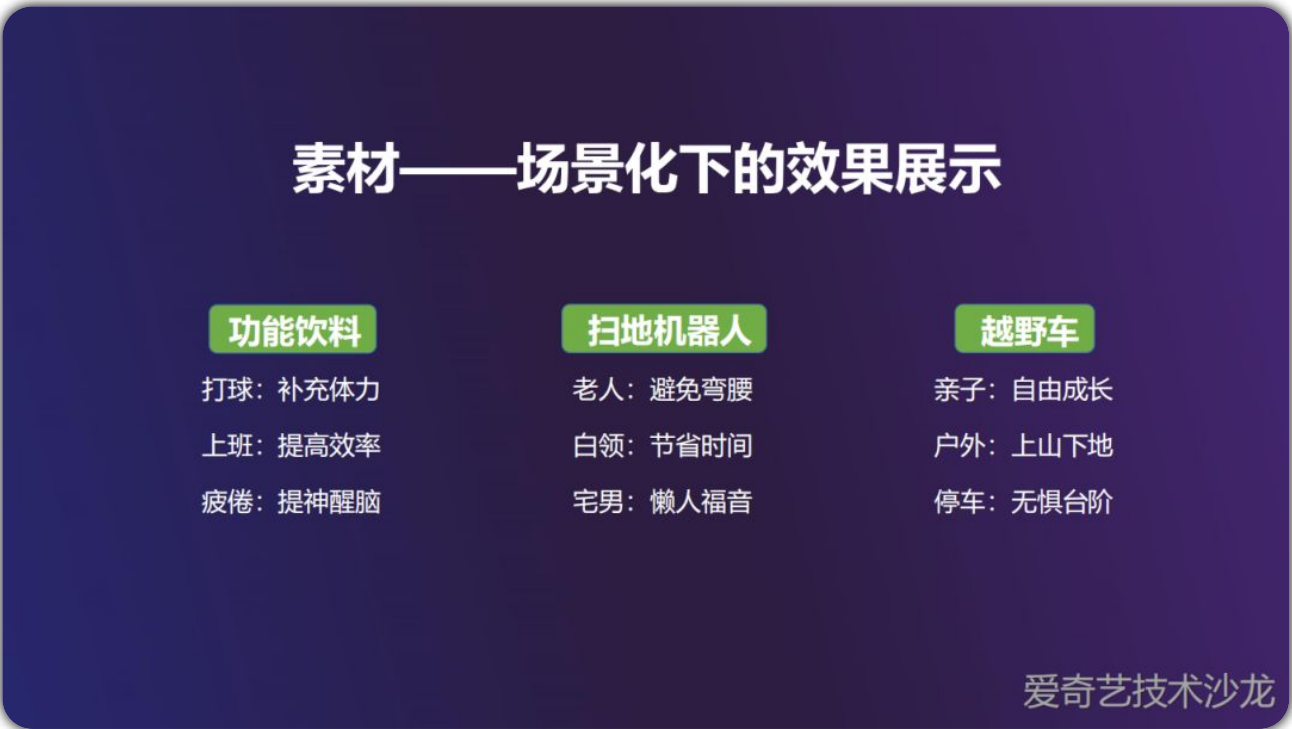 素材——场景化下的效果展示
功能饮料
打球：补充体力
上班：提高效率
疲倦：提神醒脑
扫地机器人
老人：避免弯腰
白领：节省时间
宅男：懒人福音
越野车
亲子：自由成长
户外：上山下地
停车：无惧台阶
爱奇艺技术沙龙